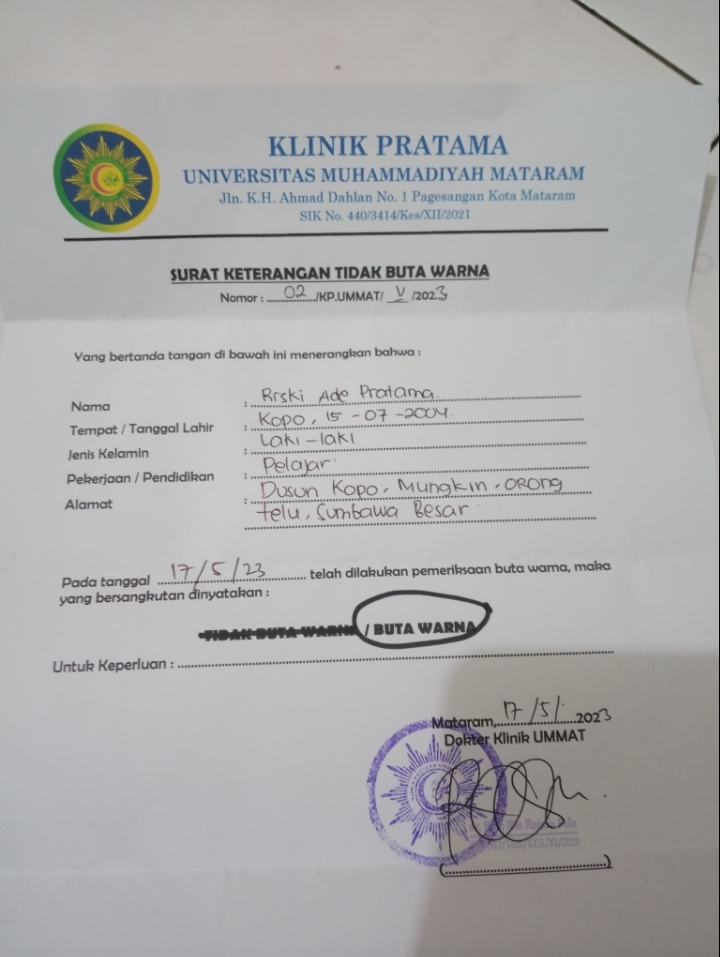 KLINIK PRATAMA
UNIVERSITAS MUHAMMADIYAH MATARAM
Jln. K.H. Ahmad Dahlan No. 1 Pagesangan Kota Mataram
SIK No. 440/3414/Kes/XII/2021
SURAT KETERANGAN TIDAK BUTA WARNA
Nomor : 02 /KP.UMMAT/ V /2023
Yang bertanda tangan di bawah ini menerangkan bahwa :
Nama : Riski Ade Pratama
Tempat / Tanggal Lahir : Kopo, 15 - 07 - 2004.
Jenis Kelamin : Laki - laki
Pekerjaan / Pendidikan : Pelajar
Alamat : Dusun Kopo, Mungkin, Orong
telu, Sumbawa Besar
Pada tanggal 17/5/23 telah dilakukan pemeriksaan buta warna, maka
yang bersangkutan dinyatakan :
TIDAK BUTA WARNA / BUTA WARNA
Untuk Keperluan :
Mataram, 17/5/ 2023
Dokter Klinik UMMAT